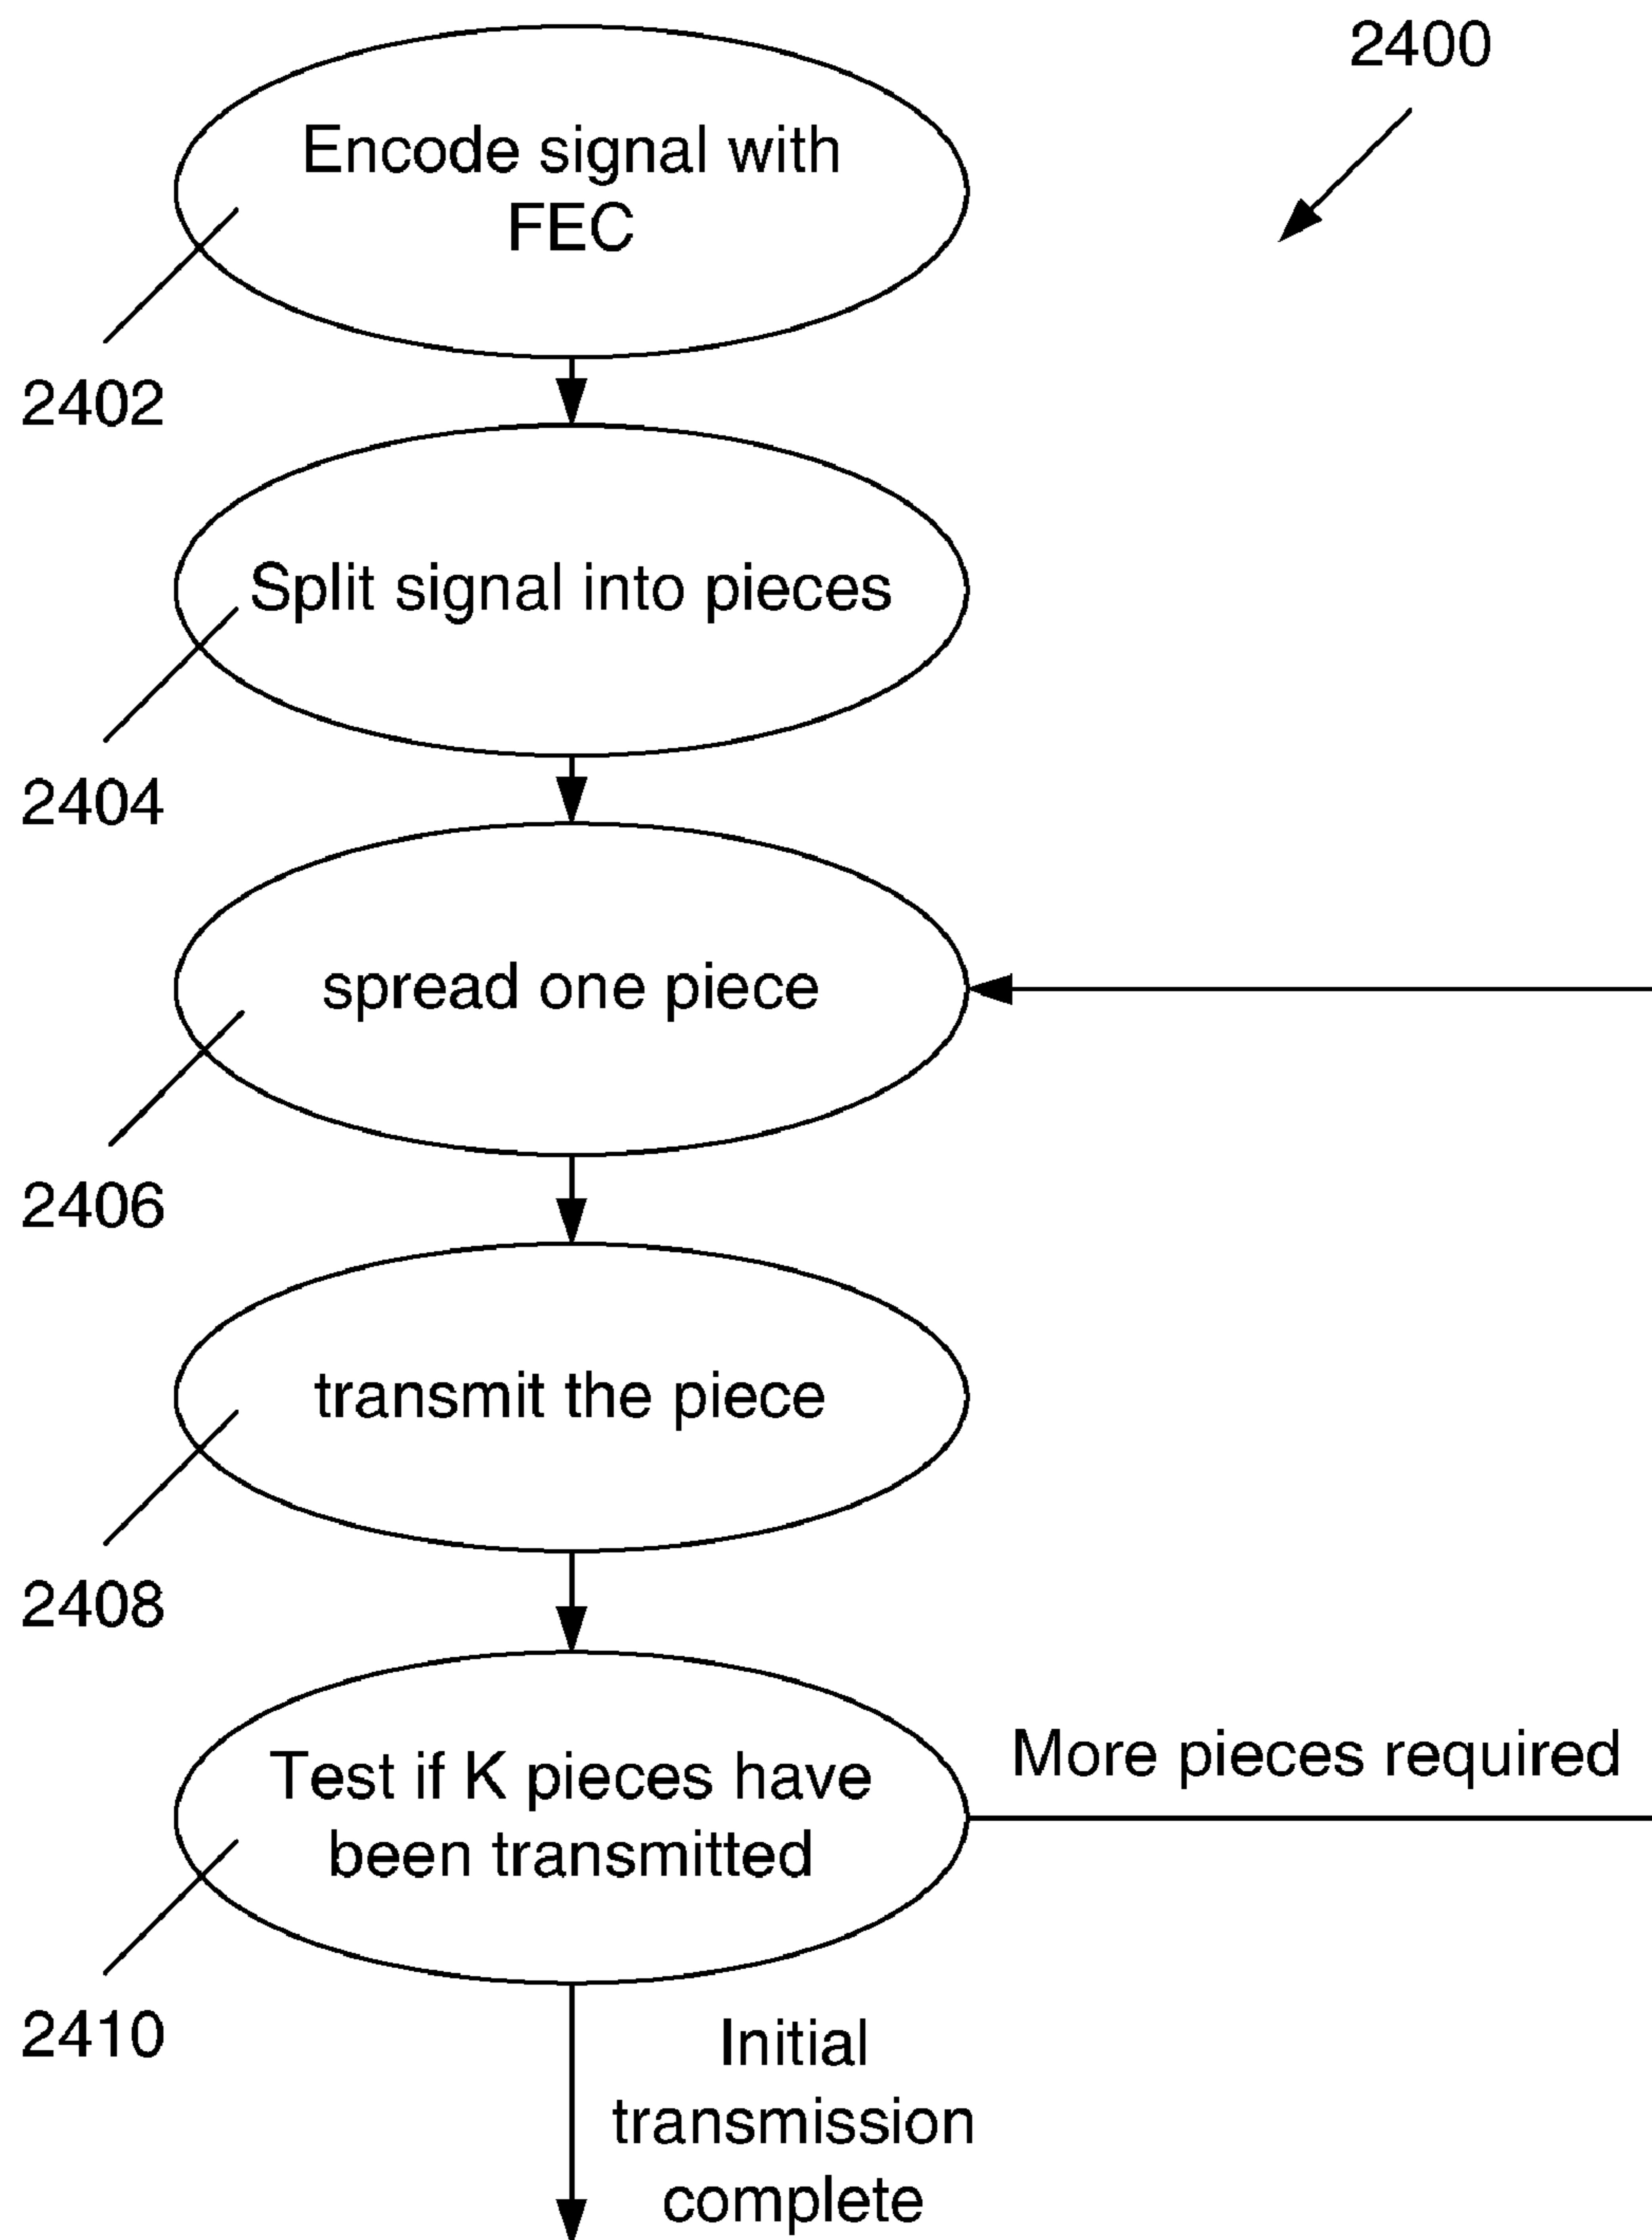 2400
Encode signal with
FEC
2402
Split signal into pieces
2404
spread one piece
2406
transmit the piece
2408
Test if K pieces have
been transmitted
More pieces required
2410
Initial
transmission
complete